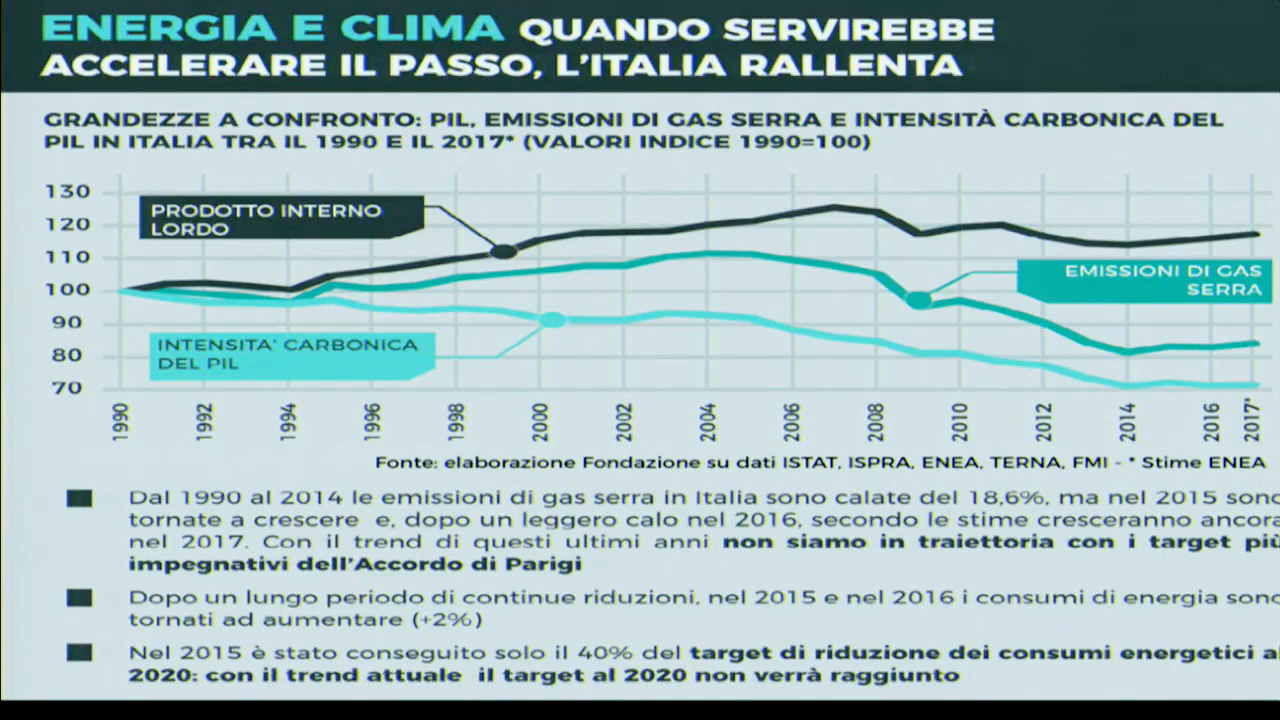 ENERGIA E CLIMA QUANDO SERVIREBBE
ACCELERARE IL PASSO, L'ITALIA RALLENTA
GRANDEZZE A CONFRONTO: PIL, EMISSIONI DI GAS SERRA E INTENSITÀ CARBONICA DEL
PIL IN ITALIA TRA IL 1990 E IL 2017* (VALORI INDICE 1990=100)
130
120
110
100
90
80
70
PRODOTTO INTERNO
LORDO
EMISSIONI DI GAS
SERRA
INTENSITA' CARBONICA
DEL PIL
1990
1992
1994
1996
1998
2000
2002
2004
2006
2008
2010
2012
2014
2016
2017*
Fonte: elaborazione Fondazione su dati ISTAT, ISPRA, ENEA, TERNA, FMI - * Stime ENEA
Dal 1990 al 2014 le emissioni di gas serra in Italia sono calate del 18,6%, ma nel 2015 sono
tornate a crescere e, dopo un leggero calo nel 2016, secondo le stime cresceranno ancora
nel 2017. Con il trend di questi ultimi anni non siamo in traiettoria con i target più
impegnativi dell'Accordo di Parigi
Dopo un lungo periodo di continue riduzioni, nel 2015 e nel 2016 i consumi di energia sono
tornati ad aumentare (+2%)
Nel 2015 è stato conseguito solo il 40% del target di riduzione dei consumi energetici al
2020: con il trend attuale il target al 2020 non verrà raggiunto